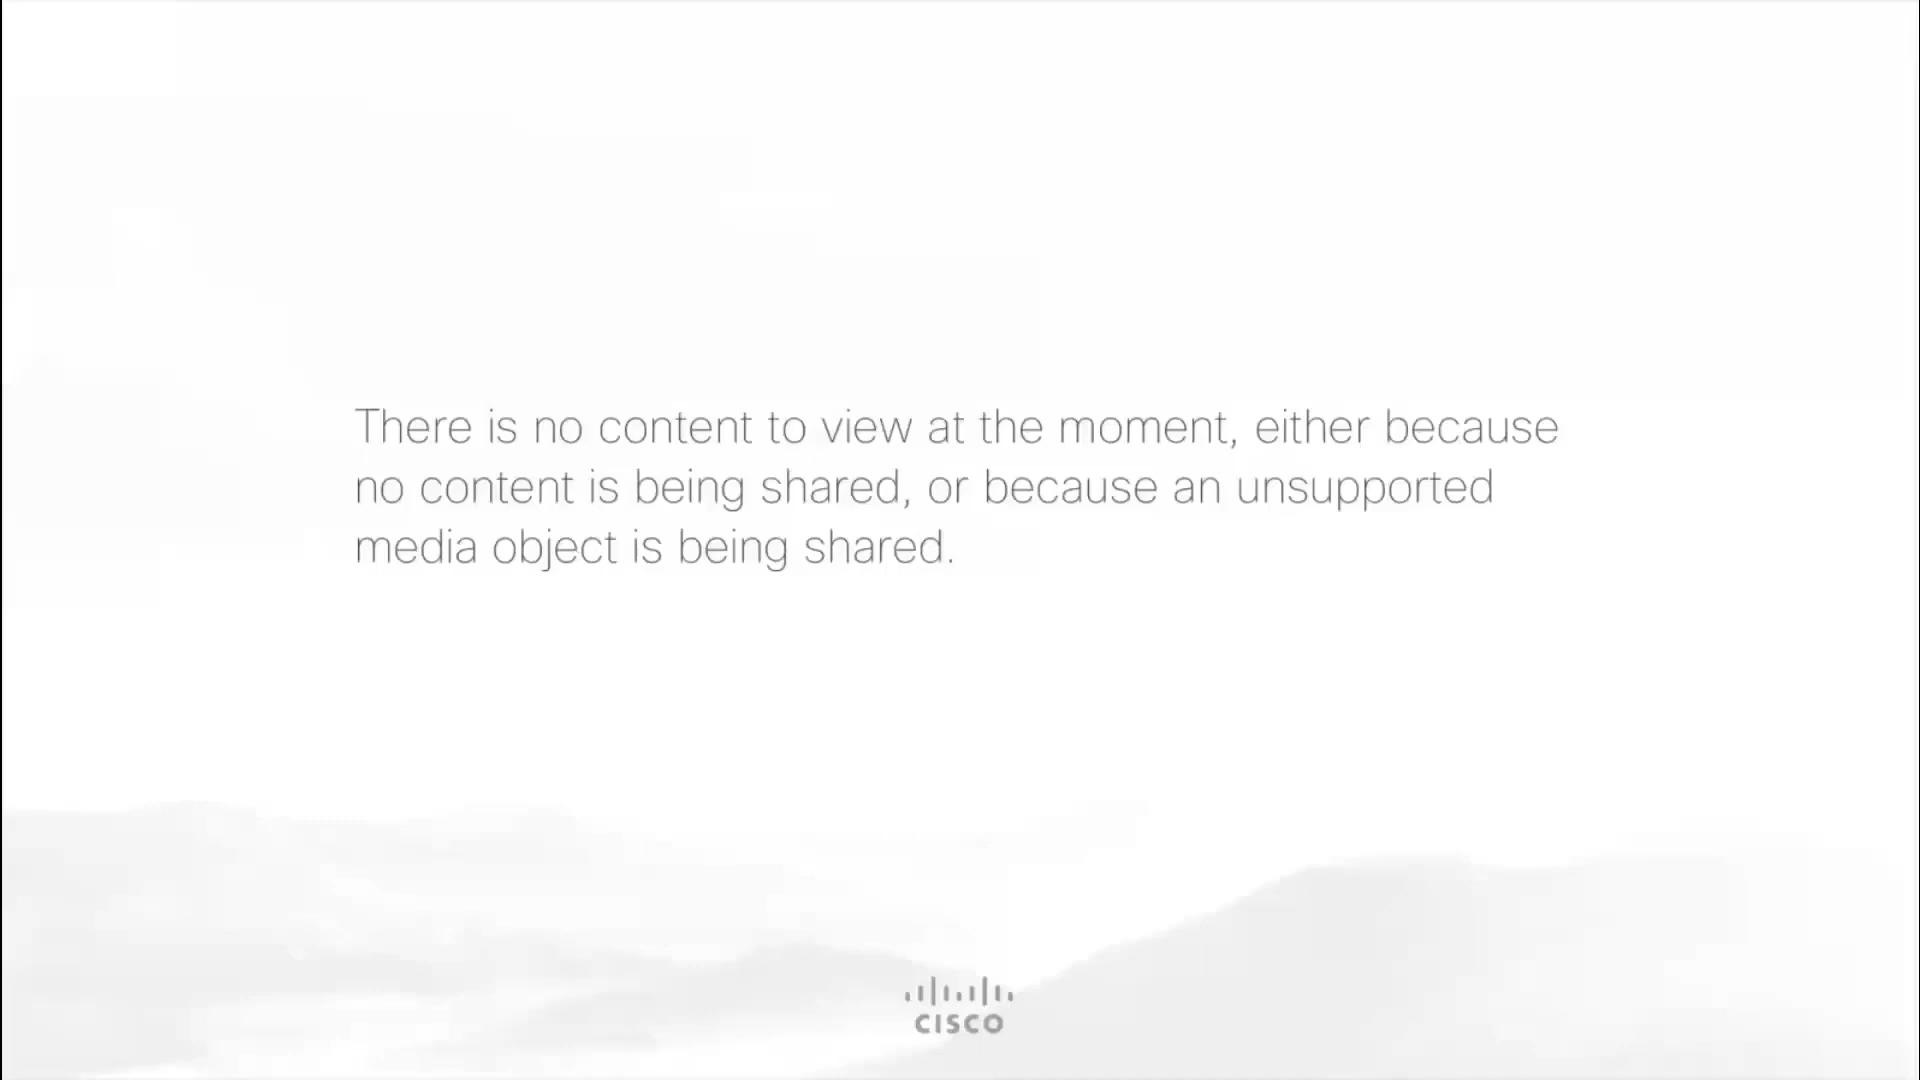 There is no content to view at the moment, either because
no content is being shared, or because an unsupported
media object is being shared.
CISCO